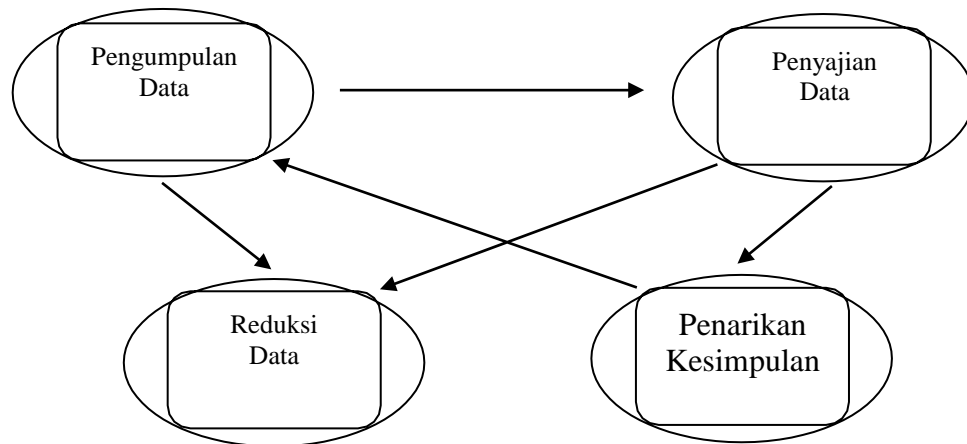 Pengumpulan
Data
Penyajian
Data
Reduksi
Data
Penarikan
Kesimpulan